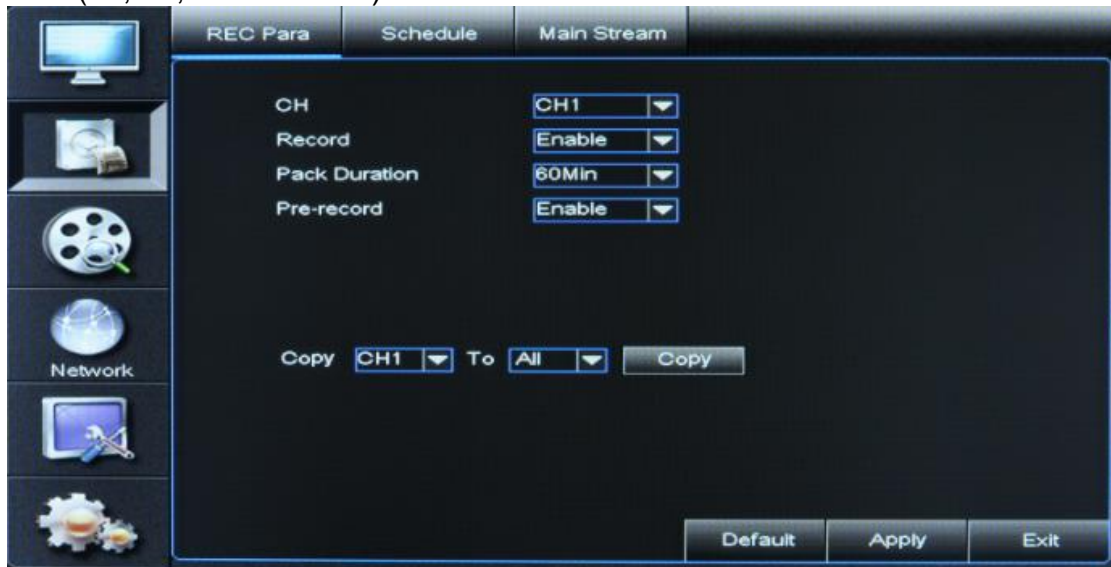 REC Para Schedule Main Stream
CH CH1
Record Enable
Pack Duration 60Min
Pre-record Enable
Copy CH1 To All Copy
Network
Default Apply Exit